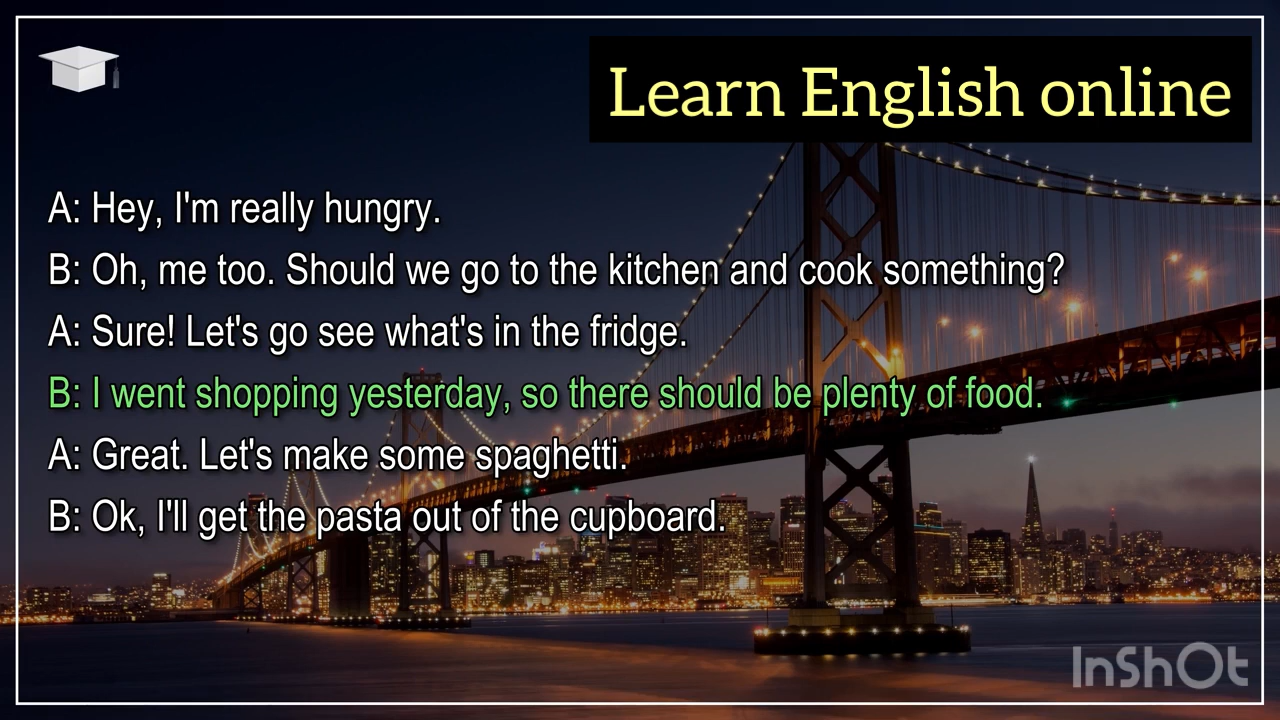 Learn English online
A: Hey, I'm really hungry.
B: Oh, me too. Should we go to the kitchen and cook something?
A: Sure! Let's go see what's in the fridge.
B: I went shopping yesterday, so there should be plenty of food.
A: Great. Let's make some spaghetti.
B: Ok, I'll get the pasta out of the cupboard.
InShOt